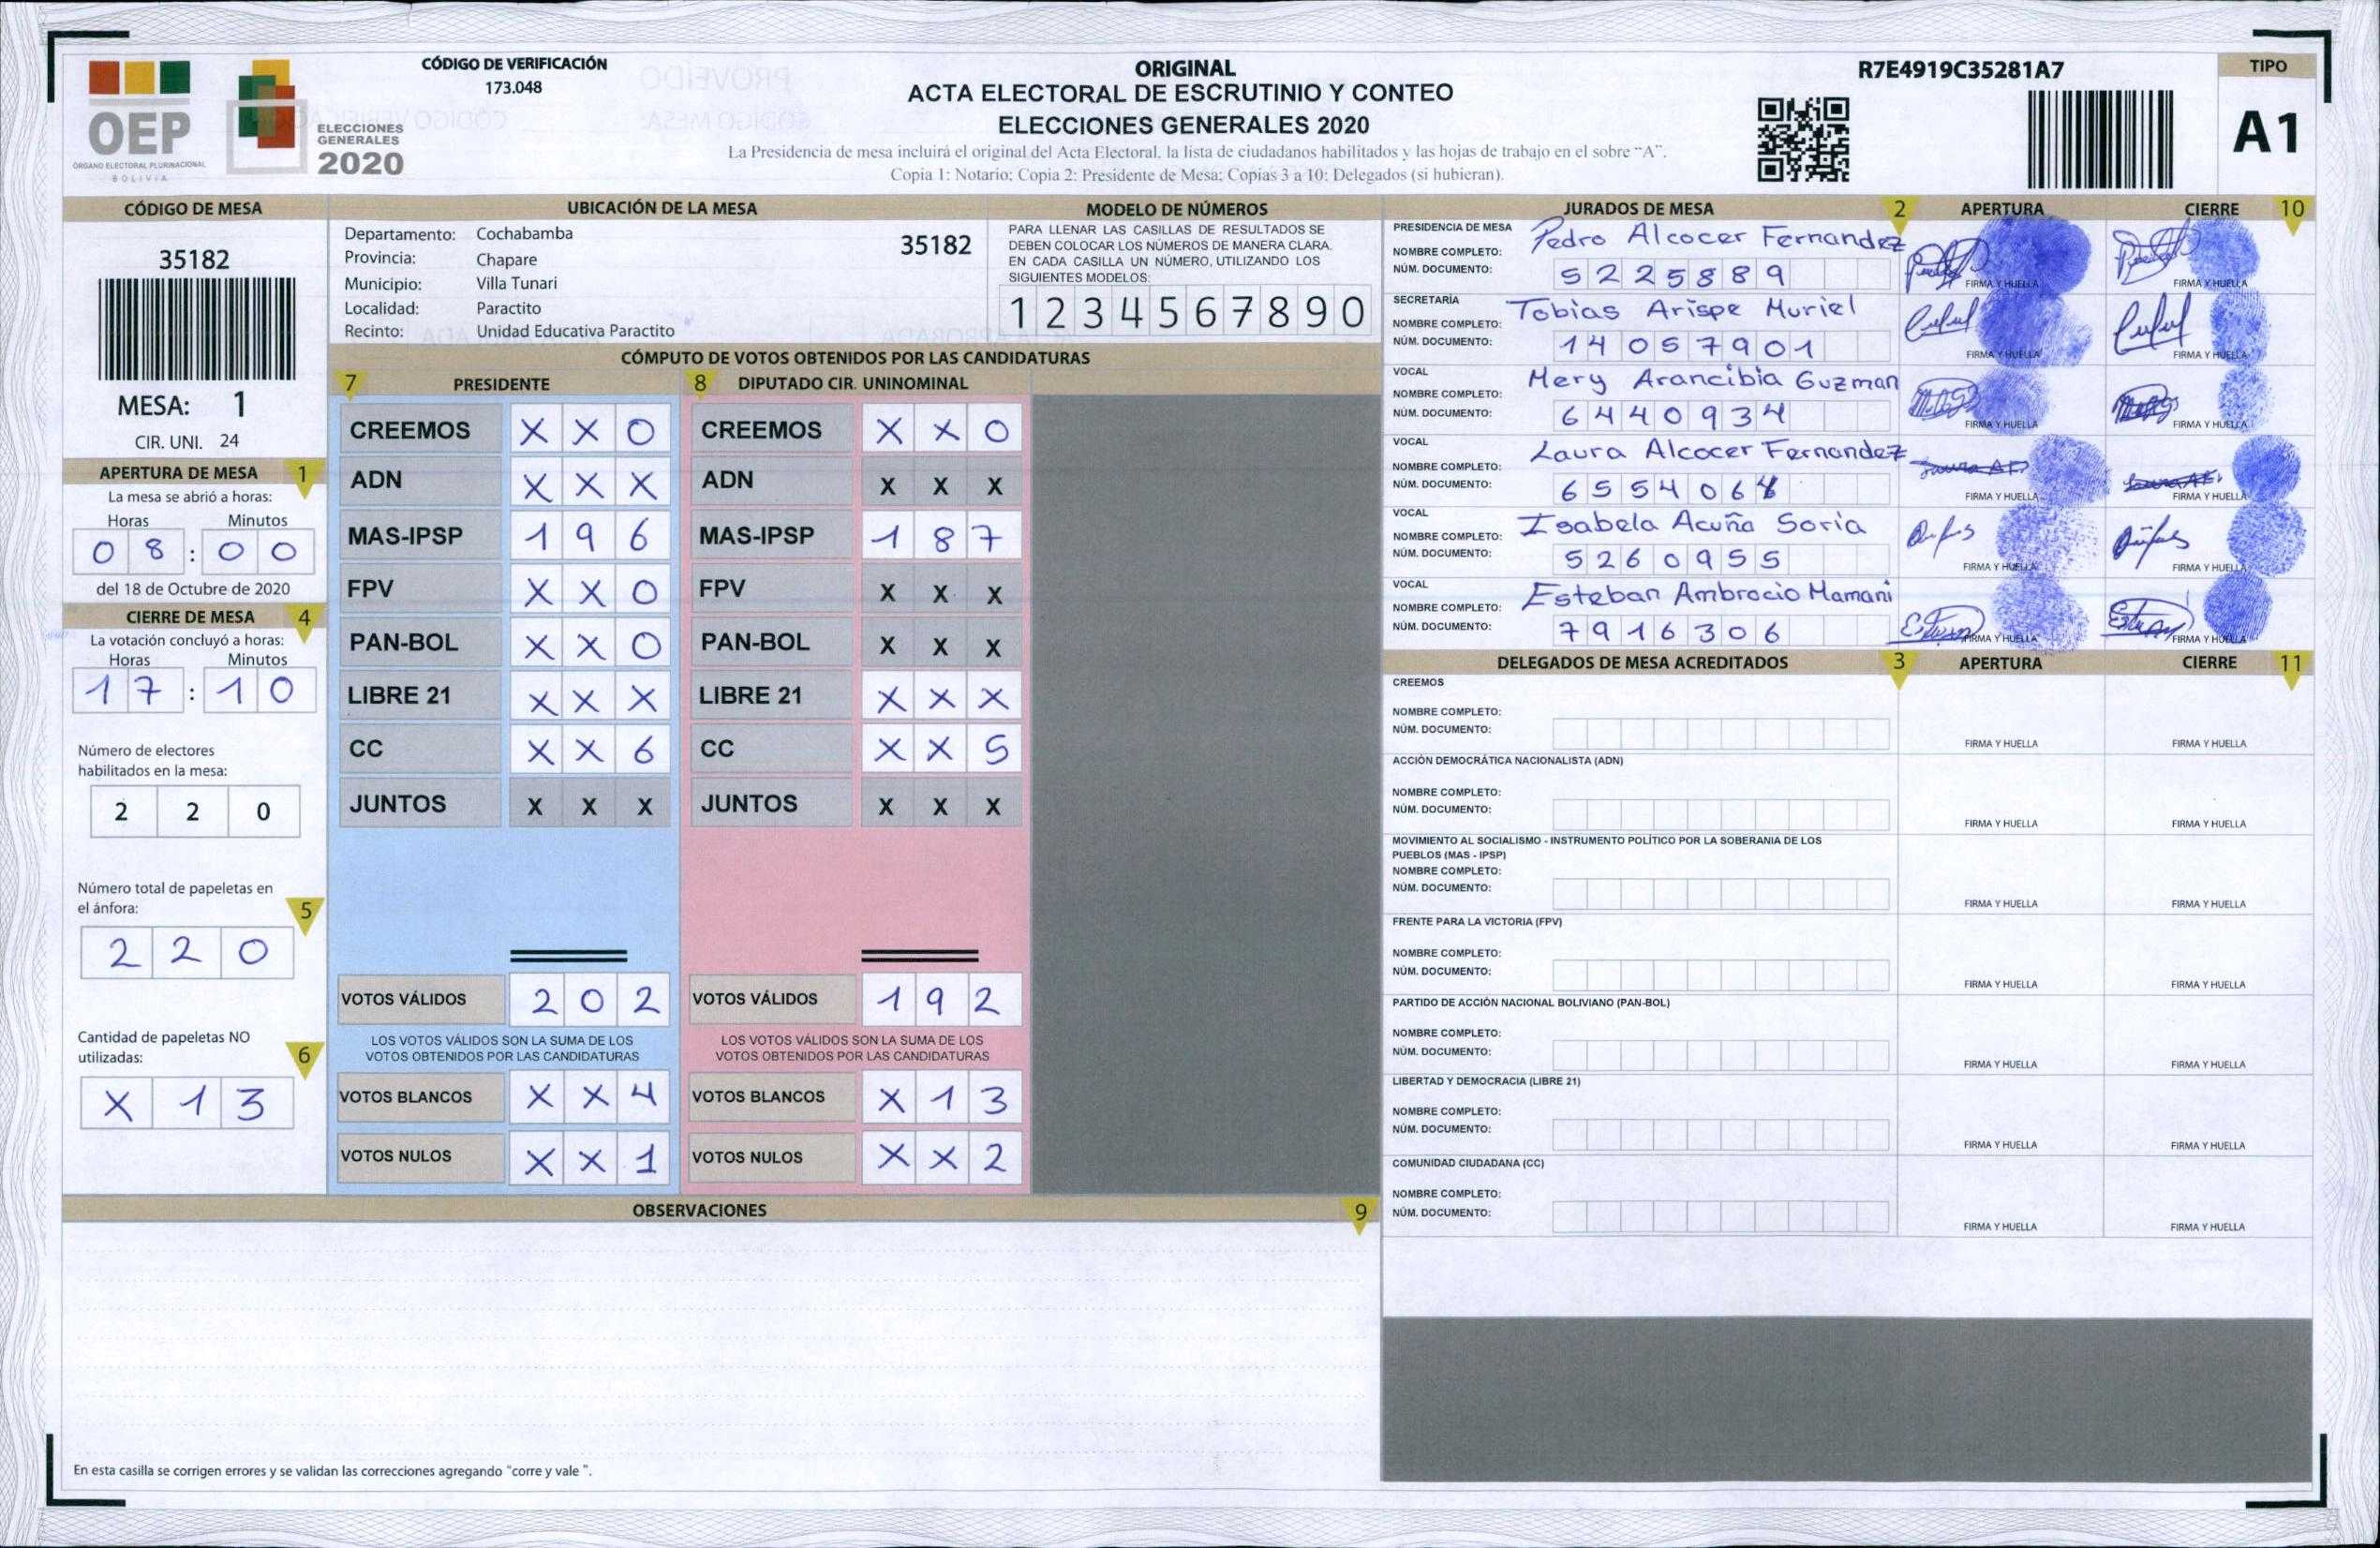 OEP
ÓRGANO ELECTORAL PLURINACIONAL
BOLIVIA
ELECCIONES
GENERALES
2020
CÓDIGO DE VERIFICACIÓN
173.048
ORIGINAL
ACTA ELECTORAL DE ESCRUTINIO Y CONTEO
ELECCIONES GENERALES 2020
La Presidencia de mesa incluirá el original del Acta Electoral, la lista de ciudadanos habilitados y las hojas de trabajo en el sobre "A".
Copia 1: Notario; Copia 2: Presidente de Mesa; Copias 3 a 10: Delegados (si hubieran).
R7E4919C35281A7
TIPO
A1
CÓDIGO DE MESA
35182
MESA: 1
CIR. UNI. 24
APERTURA DE MESA 1
La mesa se abrió a horas:
Horas Minutos
0 8 : 0 0
del 18 de Octubre de 2020
CIERRE DE MESA 4
La votación concluyó a horas:
Horas Minutos
1 7 : 1 0
Número de electores
habilitados en la mesa:
2 2 0
Número total de papeletas en
el ánfora: 5
2 2 0
Cantidad de papeletas NO
utilizadas: 6
X 1 3
UBICACIÓN DE LA MESA
Departamento: Cochabamba
35182
Provincia: Chapare
Municipio: Villa Tunari
Localidad: Paractito
Recinto: Unidad Educativa Paractito
MODELO DE NÚMEROS
PARA LLENAR LAS CASILLAS DE RESULTADOS SE
DEBEN COLOCAR LOS NÚMEROS DE MANERA CLARA.
EN CADA CASILLA UN NÚMERO, UTILIZANDO LOS
SIGUIENTES MODELOS:
1 2 3 4 5 6 7 8 9 0
CÓMPUTO DE VOTOS OBTENIDOS POR LAS CANDIDATURAS
7 PRESIDENTE
CREEMOS X X 0
ADN X X X
MAS-IPSP 1 9 6
FPV X X 0
PAN-BOL X X 0
LIBRE 21 X X X
CC X X 6
JUNTOS X X X
VOTOS VÁLIDOS 2 0 2
LOS VOTOS VÁLIDOS SON LA SUMA DE LOS
VOTOS OBTENIDOS POR LAS CANDIDATURAS
VOTOS BLANCOS X X 4
VOTOS NULOS X X 1
8 DIPUTADO CIR. UNINOMINAL
CREEMOS X X 0
ADN X X X
MAS-IPSP 1 8 7
FPV X X X
PAN-BOL X X X
LIBRE 21 X X X
CC X X 5
JUNTOS X X X
VOTOS VÁLIDOS 1 9 2
LOS VOTOS VÁLIDOS SON LA SUMA DE LOS
VOTOS OBTENIDOS POR LAS CANDIDATURAS
VOTOS BLANCOS X 1 3
VOTOS NULOS X X 2
OBSERVACIONES 9
En esta casilla se corrigen errores y se validan las correcciones agregando "corre y vale ".
JURADOS DE MESA 2 APERTURA CIERRE 10
PRESIDENCIA DE MESA
NOMBRE COMPLETO: Pedro Alcocer Fernandez
NÚM. DOCUMENTO: 5225889
FIRMA Y HUELLA FIRMA Y HUELLA
SECRETARÍA
NOMBRE COMPLETO: Tobias Arispe Muriel
NÚM. DOCUMENTO: 14057901
FIRMA Y HUELLA FIRMA Y HUELLA
VOCAL
NOMBRE COMPLETO: Mery Arancibia Guzman
NÚM. DOCUMENTO: 6440934
FIRMA Y HUELLA FIRMA Y HUELLA
VOCAL
NOMBRE COMPLETO: Laura Alcocer Fernandez
NÚM. DOCUMENTO: 655406
FIRMA Y HUELLA FIRMA Y HUELLA
VOCAL
NOMBRE COMPLETO: Isabela Acuña Soria
NÚM. DOCUMENTO: 5260955
FIRMA Y HUELLA FIRMA Y HUELLA
VOCAL
NOMBRE COMPLETO: Esteban Ambrocio Mamani
NÚM. DOCUMENTO: 7916306
FIRMA Y HUELLA FIRMA Y HUELLA
DELEGADOS DE MESA ACREDITADOS 3 APERTURA CIERRE 11
CREEMOS
NOMBRE COMPLETO:
NÚM. DOCUMENTO:
FIRMA Y HUELLA FIRMA Y HUELLA
ACCIÓN DEMOCRÁTICA NACIONALISTA (ADN)
NOMBRE COMPLETO:
NÚM. DOCUMENTO:
FIRMA Y HUELLA FIRMA Y HUELLA
MOVIMIENTO AL SOCIALISMO - INSTRUMENTO POLÍTICO POR LA SOBERANIA DE LOS
PUEBLOS (MAS - IPSP)
NOMBRE COMPLETO:
NÚM. DOCUMENTO:
FIRMA Y HUELLA FIRMA Y HUELLA
FRENTE PARA LA VICTORIA (FPV)
NOMBRE COMPLETO:
NÚM. DOCUMENTO:
FIRMA Y HUELLA FIRMA Y HUELLA
PARTIDO DE ACCIÓN NACIONAL BOLIVIANO (PAN-BOL)
NOMBRE COMPLETO:
NÚM. DOCUMENTO:
FIRMA Y HUELLA FIRMA Y HUELLA
LIBERTAD Y DEMOCRACIA (LIBRE 21)
NOMBRE COMPLETO:
NÚM. DOCUMENTO:
FIRMA Y HUELLA FIRMA Y HUELLA
COMUNIDAD CIUDADANA (CC)
NOMBRE COMPLETO:
NÚM. DOCUMENTO:
FIRMA Y HUELLA FIRMA Y HUELLA